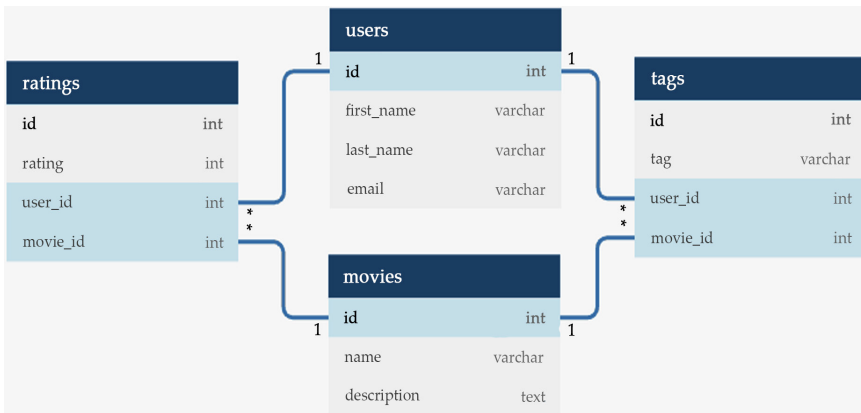 users
1
id int
1
first_name varchar
last_name varchar
email varchar
ratings
id int
rating int
user_id int
*
movie_id int
*
tags
id int
tag varchar
user_id int
*
movie_id int
*
movies
1
id int
1
name varchar
description text